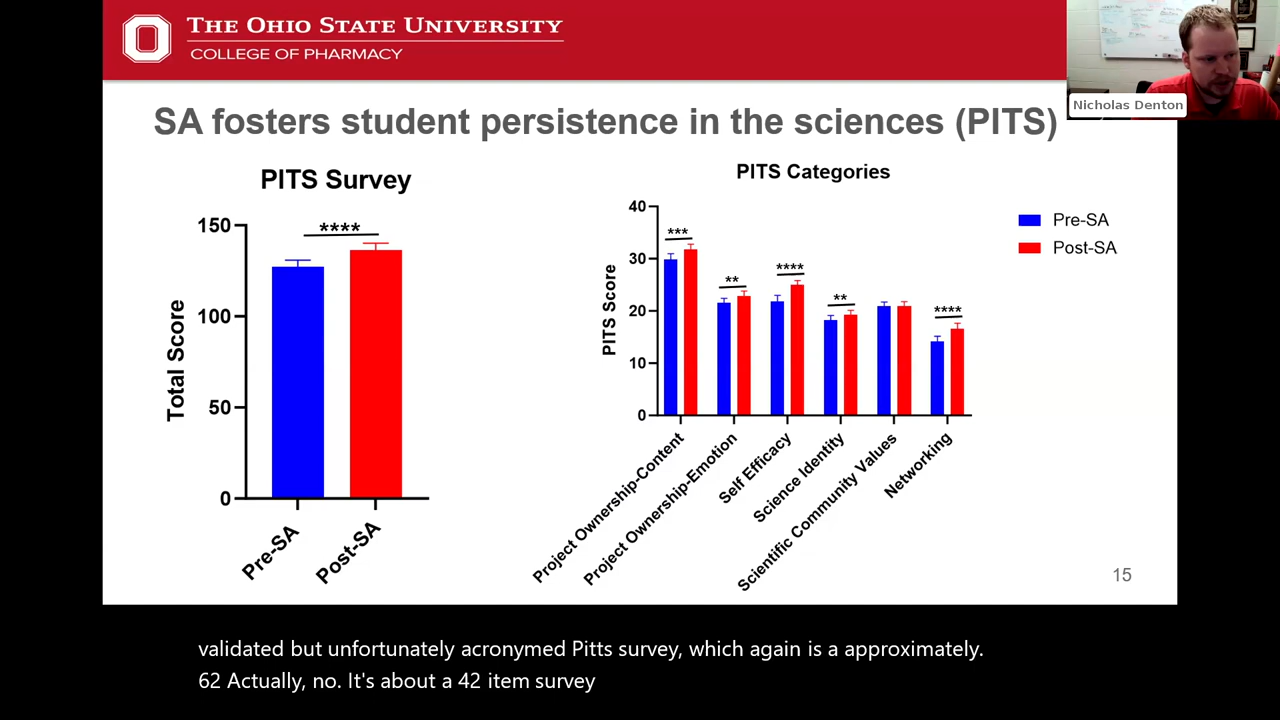 THE OHIO STATE UNIVERSITY
COLLEGE OF PHARMACY
Nicholas Denton
SA fosters student persistence in the sciences (PITS)
PITS Survey
150
100
50
0
Total Score
****
Pre-SA
Post-SA
PITS Categories
40
30
20
10
0
PITS Score
***
**
****
**
****
Project Ownership-Content
Project Ownership-Emotion
Self Efficacy
Science Identity
Scientific Community Values
Networking
Pre-SA
Post-SA
15
validated but unfortunately acronymed Pitts survey, which again is a approximately.
62 Actually, no. It's about a 42 item survey